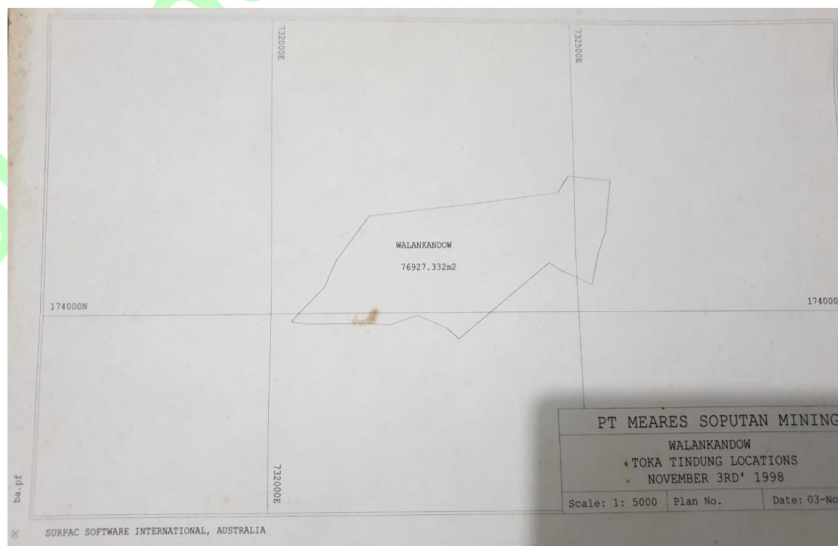 732000E
732500E
WALANKANDOW
76927.332m2
174000N
174000
732000E
PT MEARES SOPUTAN MINING
WALANKANDOW
TOKA TINDUNG LOCATIONS
NOVEMBER 3RD' 1998
Scale: 1: 5000 Plan No. Date: 03-No
ba.pf
SURPAC SOFTWARE INTERNATIONAL, AUSTRALIA